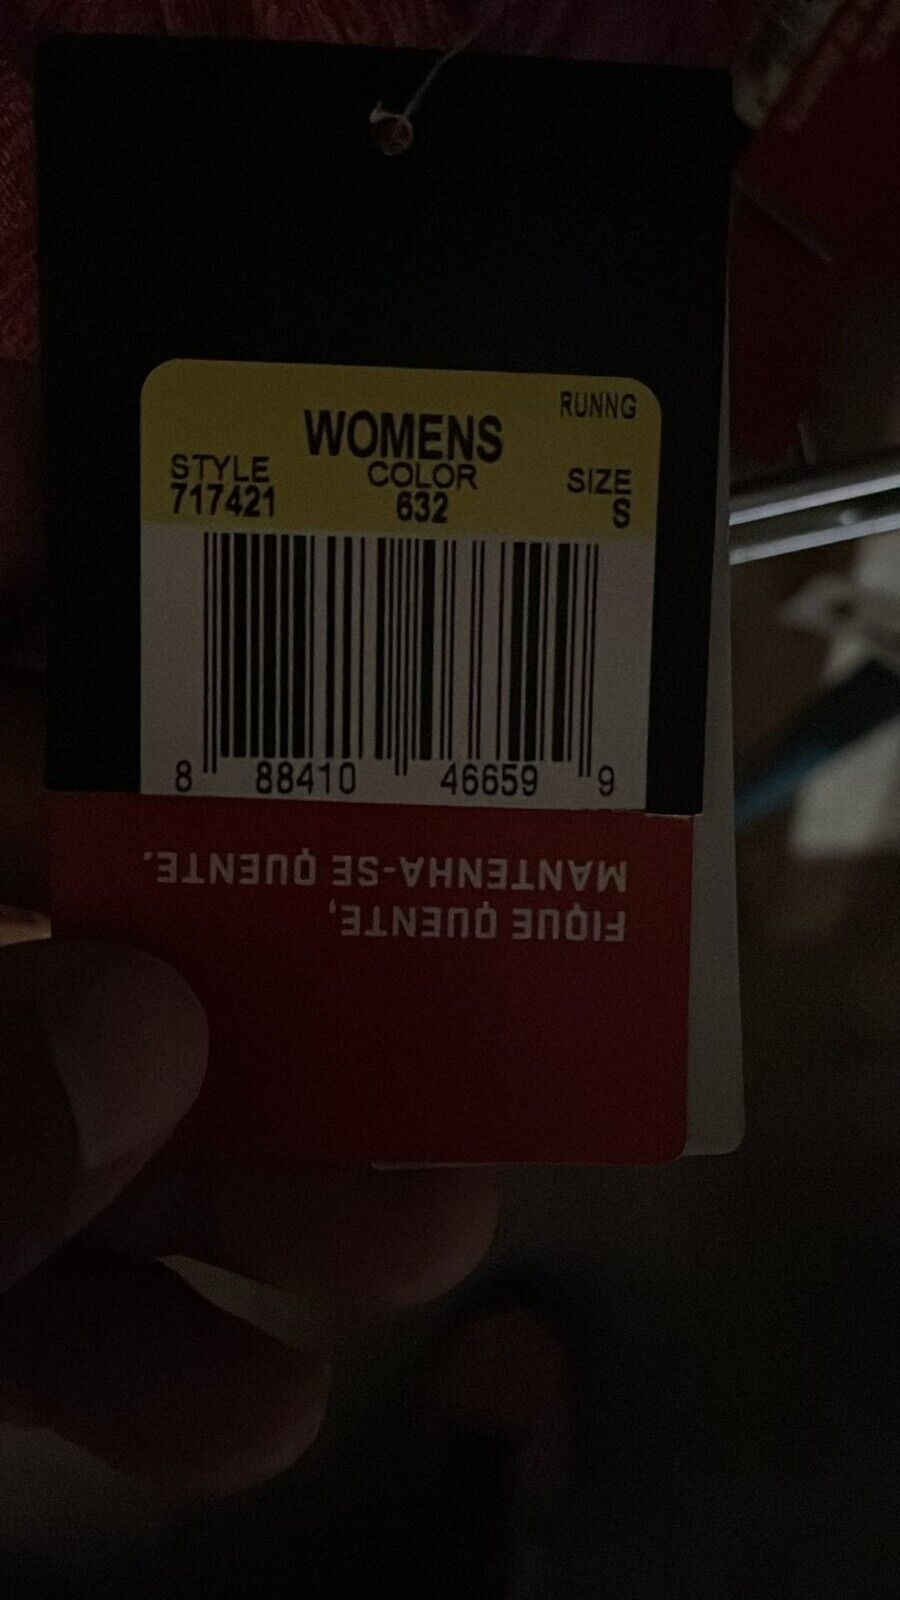 RUNNG
WOMENS
STYLE COLOR SIZE
717421 632 S
8 88410 46659 9
FIQUE QUENTE,
MANTENHA-SE QUENTE.